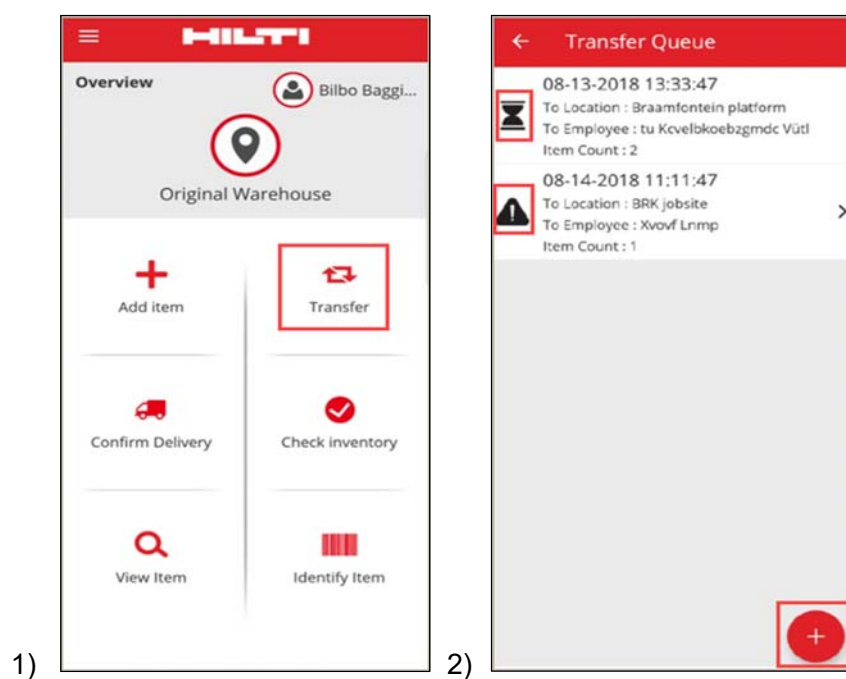 HILTI
Overview
Bilbo Baggi...
Original Warehouse
Add item
Transfer
Confirm Delivery
Check inventory
View Item
Identify Item
1)
Transfer Queue
08-13-2018 13:33:47
To Location : Braamfontein platform
To Employee : tu Kcvelbkoebzgmdc Vütl
Item Count : 2
08-14-2018 11:11:47
To Location : BRK jobsite
To Employee : Xvovf Lnmp
Item Count : 1
2)